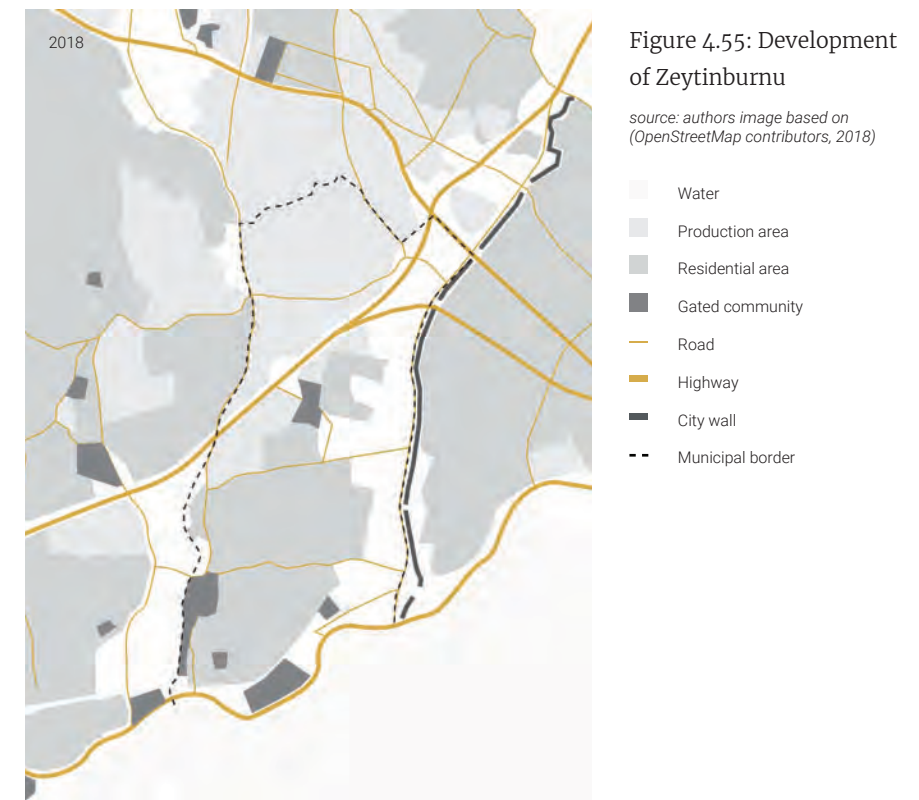 2018
Figure 4.55: Development
of Zeytinburnu
source: authors image based on
(OpenStreetMap contributors, 2018)
Water
Production area
Residential area
Gated community
Road
Highway
City wall
Municipal border